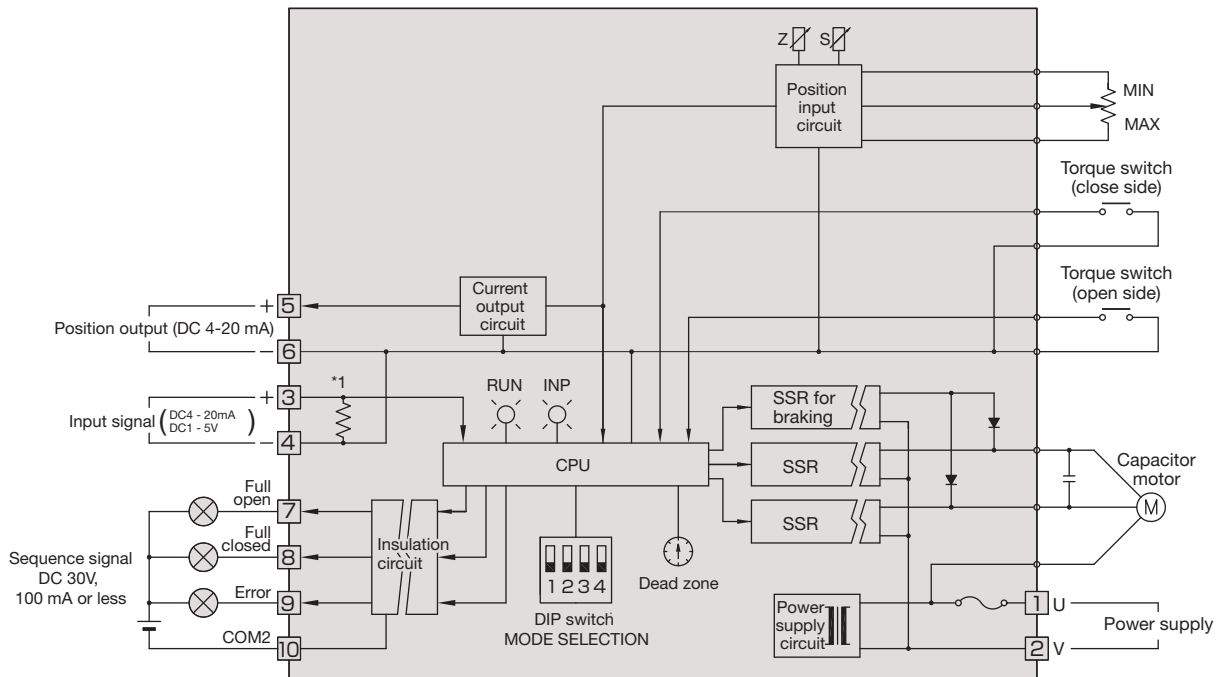 Z S
Position
input
circuit
MIN
MAX
Torque switch
(close side)
Torque switch
(open side)
Current
output
circuit
+ 5
Position output (DC 4-20 mA)
− 6
*1
RUN INP
+ 3
Input signal ( DC4 - 20mA
DC1 - 5V )
− 4
SSR for
braking
CPU
SSR
SSR
Capacitor
motor
M
Full
open
7
Full
closed
8
Insulation
circuit
Sequence signal
DC 30V,
100 mA or less
Error
9
COM2
10
1 2 3 4
DIP switch
MODE SELECTION
Dead zone
Power
supply
circuit
1 U
Power supply
2 V